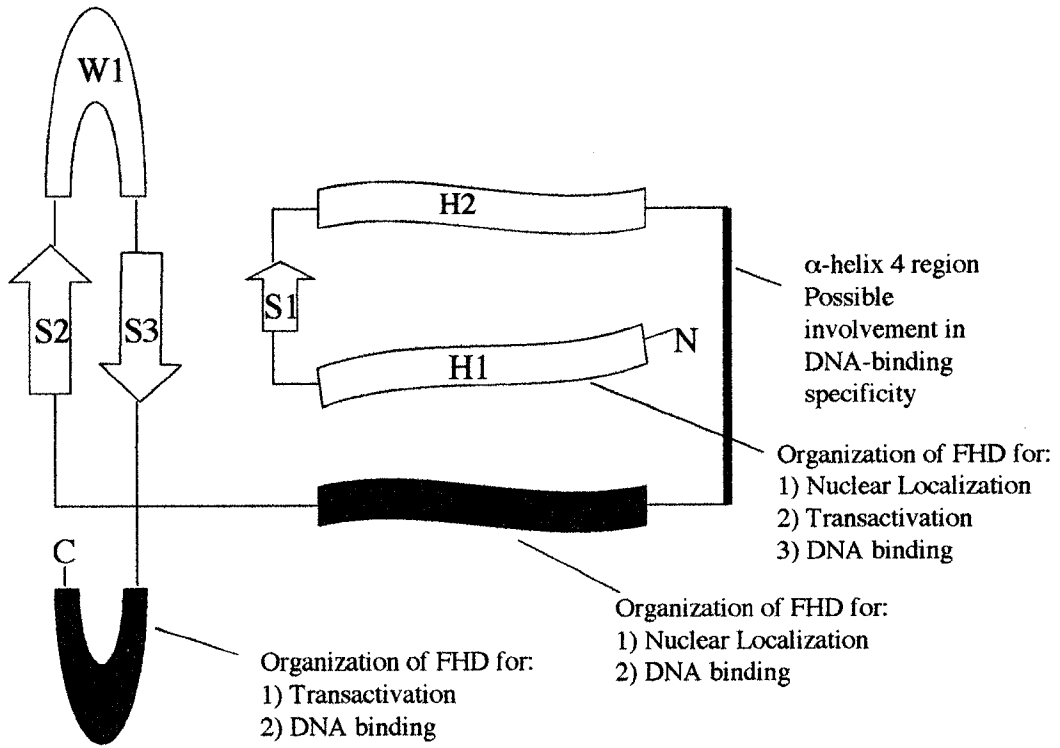 W1
H2
S1
S2
S3
N
H1
α-helix 4 region
Possible
involvement in
DNA-binding
specificity
Organization of FHD for:
1) Nuclear Localization
2) Transactivation
3) DNA binding
C
Organization of FHD for:
1) Nuclear Localization
2) DNA binding
Organization of FHD for:
1) Transactivation
2) DNA binding